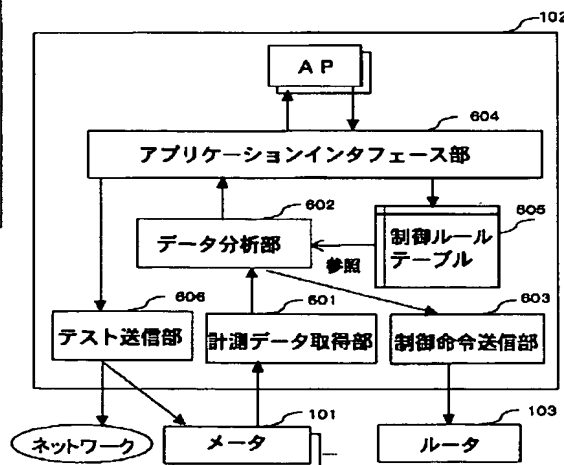 102
AP
604
アプリケーションインタフェース部
602
605
データ分析部
参照
制御ルール
テーブル
606
601
603
テスト送信部
計測データ取得部
制御命令送信部
101
103
ネットワーク
メータ
ルータ